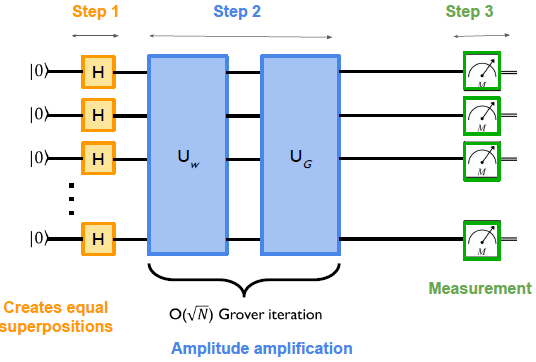 Step 1 Step 2 Step 3
|0⟩ H M
|0⟩ H M
|0⟩ H U_w U_G M
|0⟩ H M
O(√N) Grover iteration
Creates equal
superpositions
Measurement
Amplitude amplification